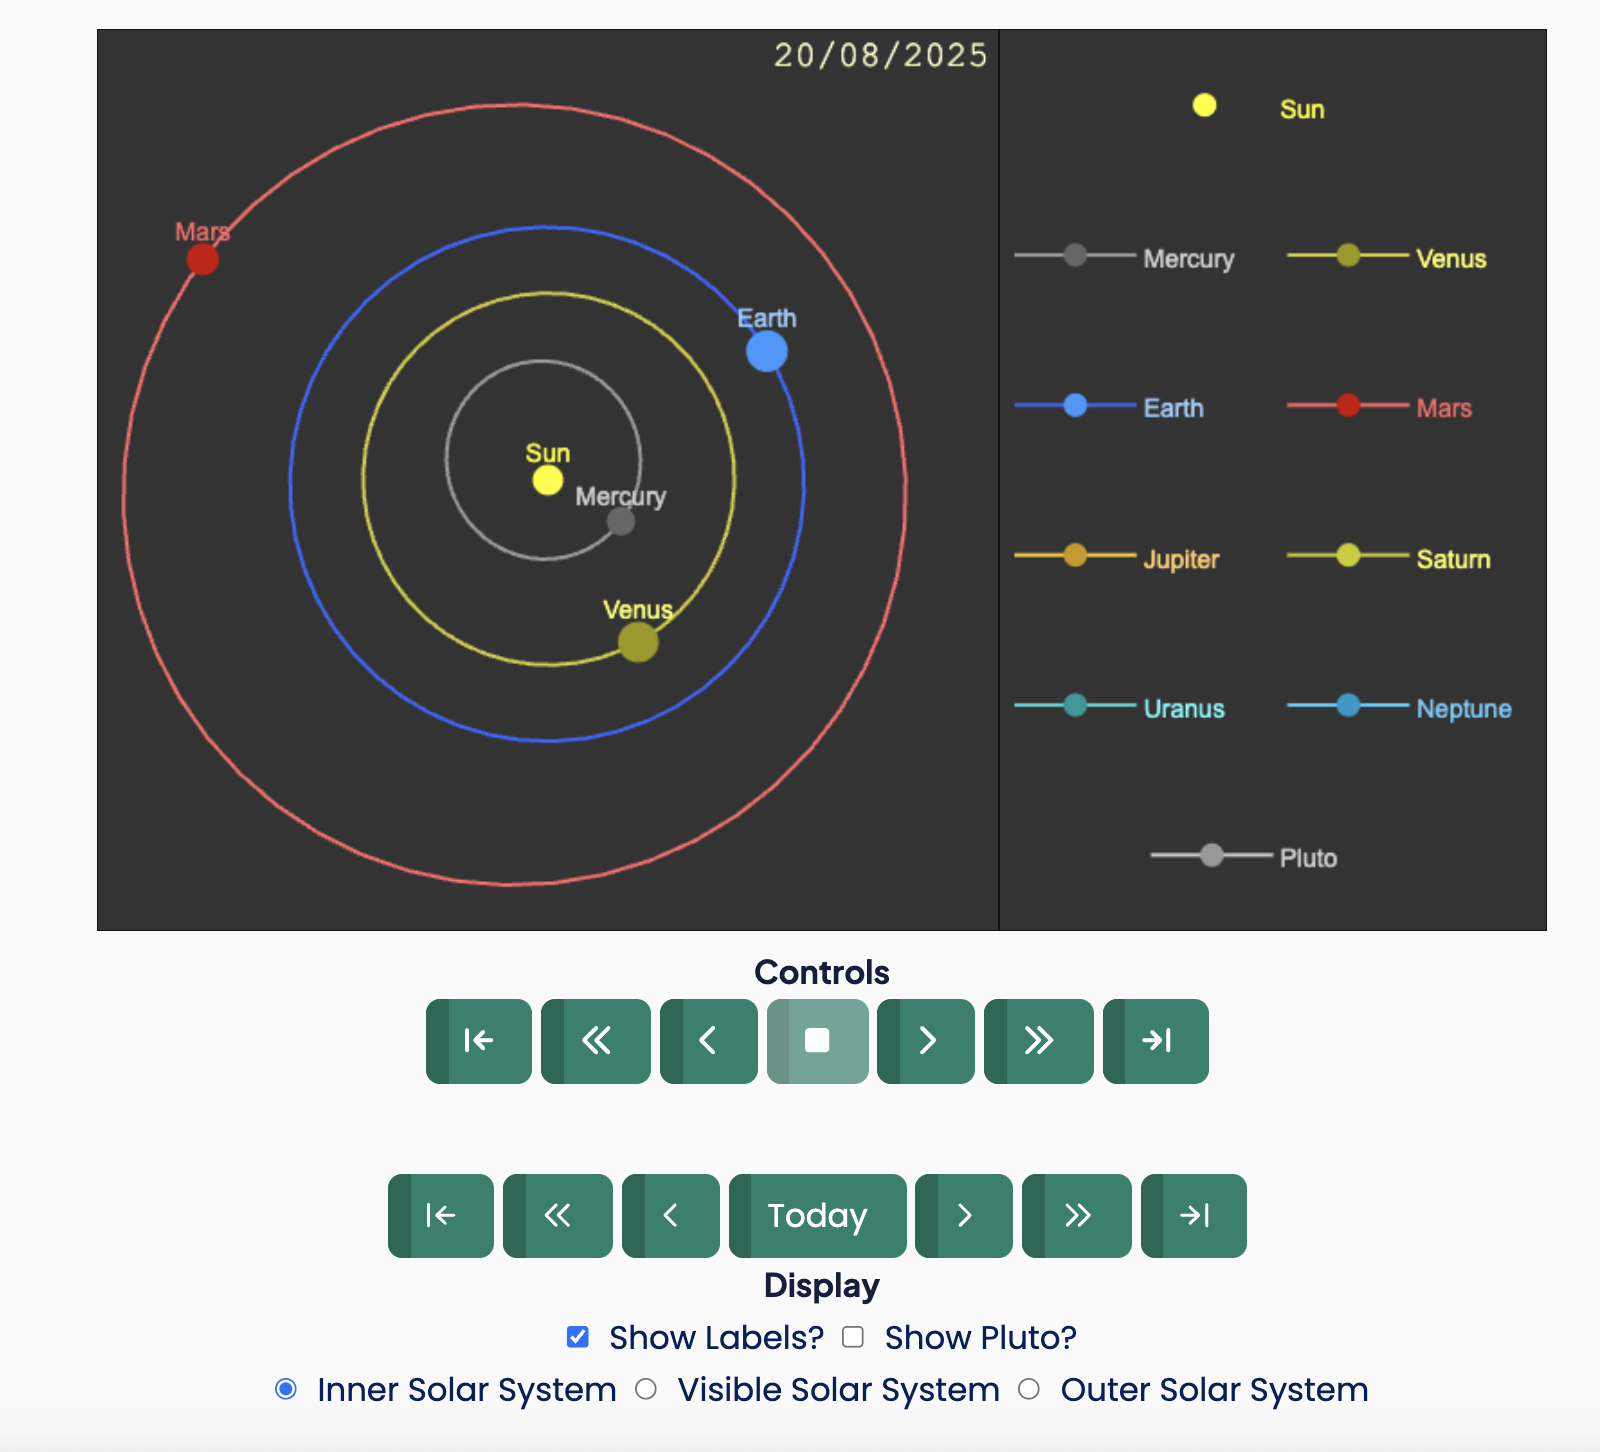 20/08/2025
Sun
Mars
Mercury
Venus
Earth
Earth
Mars
Sun
Mercury
Jupiter
Saturn
Venus
Uranus
Neptune
Pluto
Controls
Today
Display
Show Labels? Show Pluto?
Inner Solar System Visible Solar System Outer Solar System